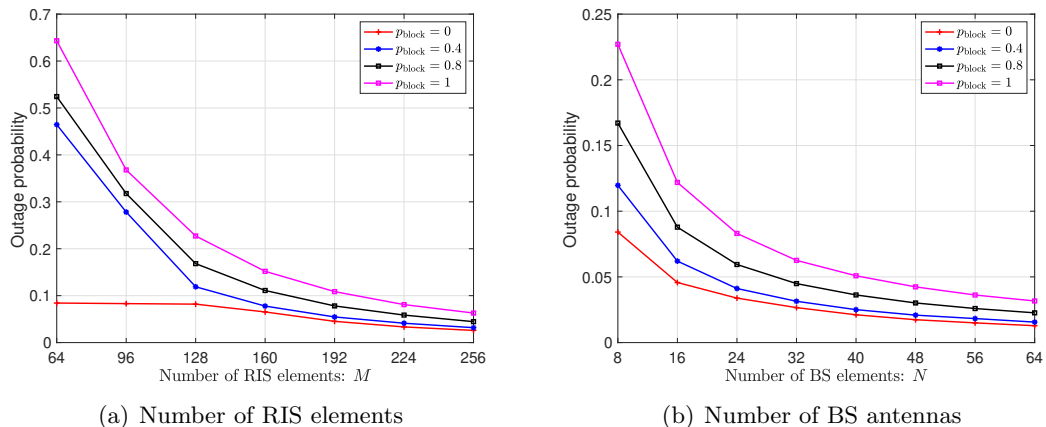 0.7
0.6
0.5
0.4
0.3
0.2
0.1
0
Outage probability
64 96 128 160 192 224 256
Number of RIS elements: M
p_block = 0
p_block = 0.4
p_block = 0.8
p_block = 1
(a) Number of RIS elements
0.25
0.2
0.15
0.1
0.05
0
Outage probability
8 16 24 32 40 48 56 64
Number of BS elements: N
p_block = 0
p_block = 0.4
p_block = 0.8
p_block = 1
(b) Number of BS antennas